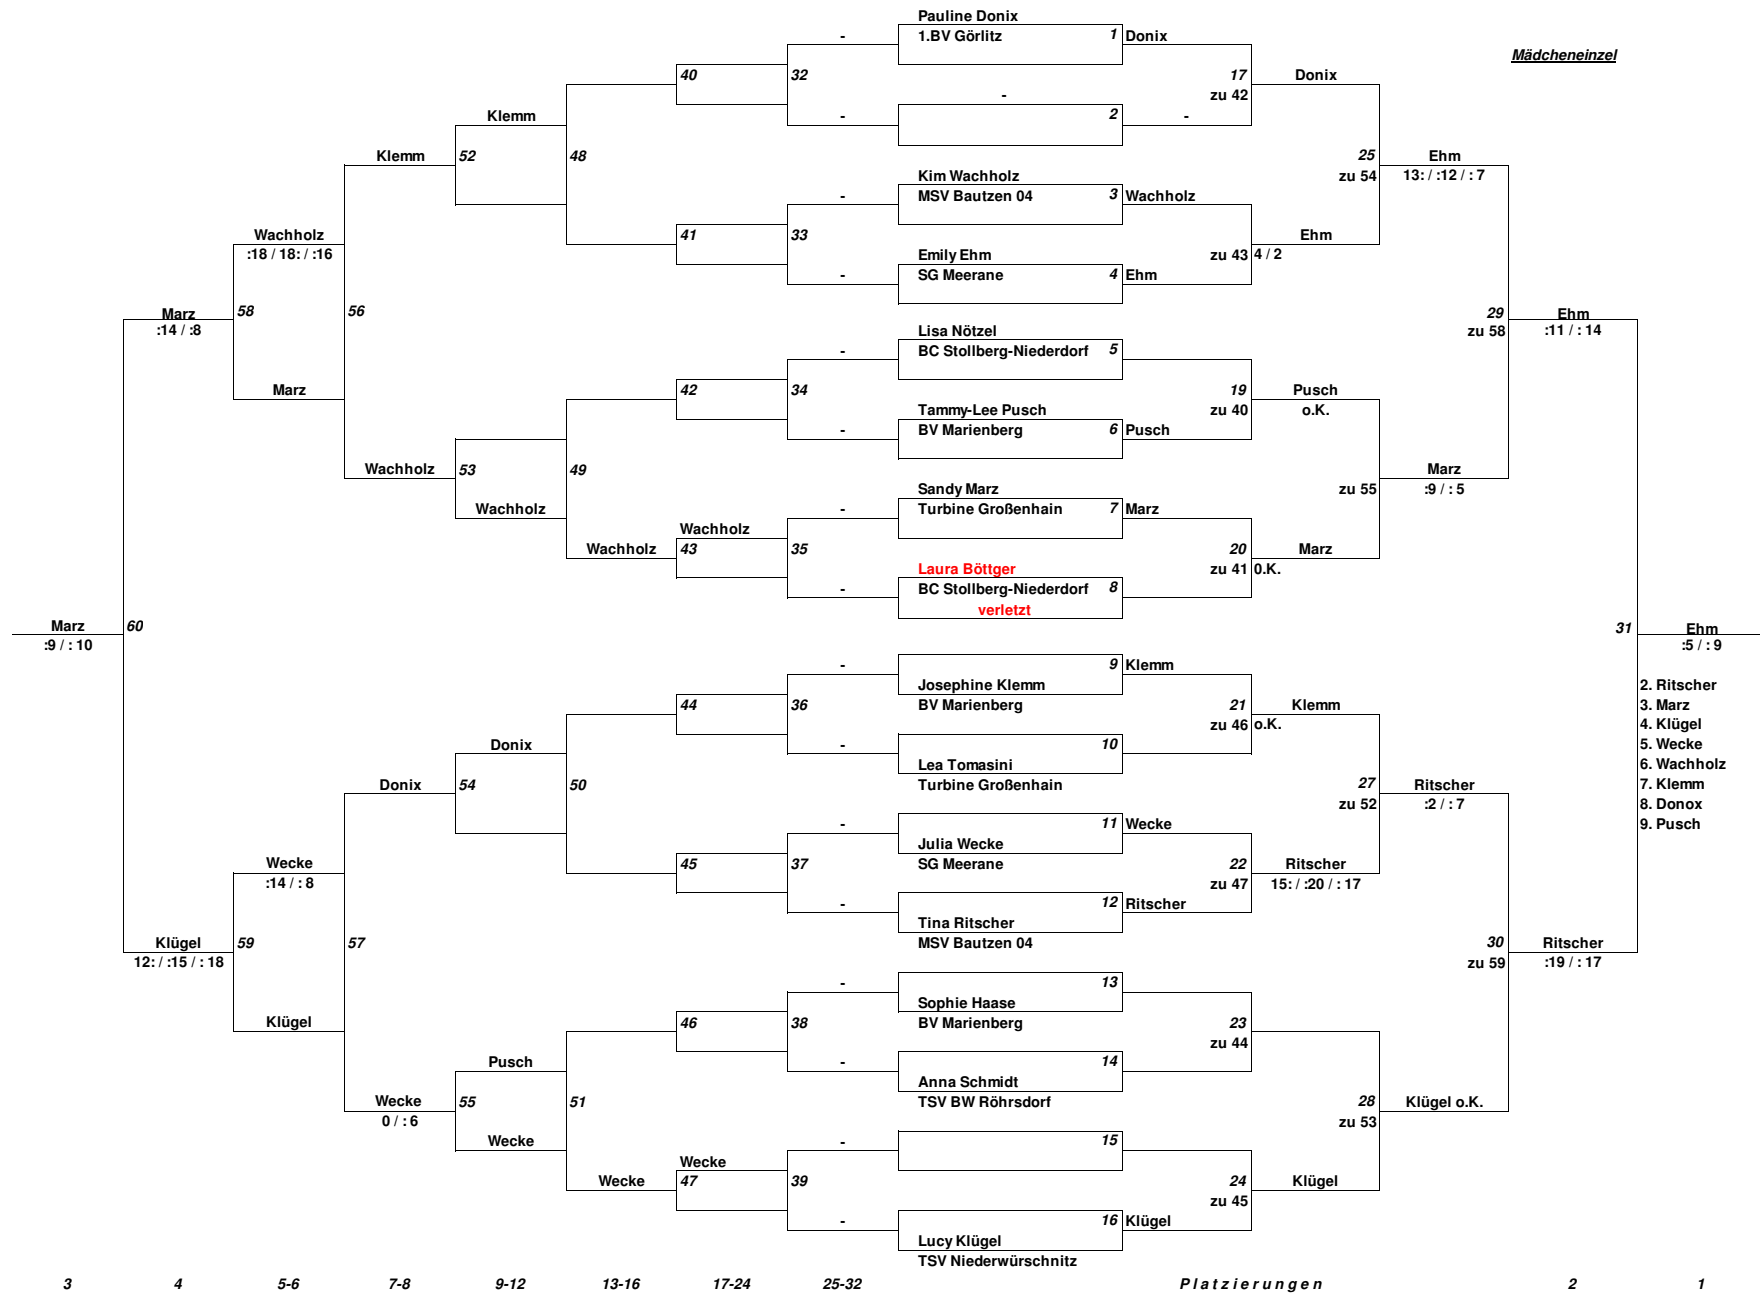 Mädcheneinzel
Pauline Donix
1.BV Görlitz
1 Donix
-
40
32
17
zu 42
Donix
-
2
-
-
Klemm
Klemm
52
48
25
zu 54
Ehm
13: / :12 / : 7
Kim Wachholz
MSV Bautzen 04
3 Wachholz
-
41
33
Wachholz
:18 / 18: / :16
zu 43
4 / 2
Ehm
Emily Ehm
SG Meerane
4 Ehm
-
Marz
:14 / :8
58
56
29
zu 58
Ehm
:11 / : 14
Lisa Nötzel
BC Stollberg-Niederdorf
5
-
42
34
Marz
19
zu 40
Pusch
o.K.
Tammy-Lee Pusch
BV Marienberg
6 Pusch
-
Wachholz
53
49
zu 55
Marz
:9 / : 5
Sandy Marz
Turbine Großenhain
7 Marz
-
Wachholz
Wachholz
Wachholz
43
35
20
zu 41
0.K.
Marz
Laura Böttger
BC Stollberg-Niederdorf
8
verletzt
-
Marz
:9 / : 10
60
31
Ehm
:5 / : 9
-
9 Klemm
Josephine Klemm
BV Marienberg
44
36
21
zu 46
o.K.
Klemm
2. Ritscher
3. Marz
4. Klügel
5. Wecke
6. Wachholz
7. Klemm
8. Donox
9. Pusch
-
10
Lea Tomasini
Turbine Großenhain
Donix
Donix
54
50
27
zu 52
Ritscher
:2 / : 7
-
11 Wecke
Julia Wecke
SG Meerane
Wecke
:14 / : 8
45
37
22
zu 47
Ritscher
15: / :20 / : 17
-
12 Ritscher
Tina Ritscher
MSV Bautzen 04
Klügel
12: / :15 / : 18
59
57
30
zu 59
Ritscher
:19 / : 17
-
13
Sophie Haase
BV Marienberg
Klügel
46
38
23
zu 44
-
14
Anna Schmidt
TSV BW Röhrsdorf
Pusch
Wecke
0 / : 6
55
51
28
zu 53
Klügel o.K.
Wecke
-
15
Wecke
Wecke
47
39
24
zu 45
Klügel
-
16 Klügel
Lucy Klügel
TSV Niederwürschnitz
3 4 5-6 7-8 9-12 13-16 17-24 25-32 Platzierungen 2 1